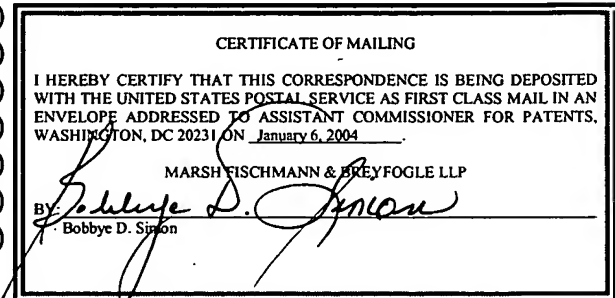 CERTIFICATE OF MAILING
I HEREBY CERTIFY THAT THIS CORRESPONDENCE IS BEING DEPOSITED
WITH THE UNITED STATES POSTAL SERVICE AS FIRST CLASS MAIL IN AN
ENVELOPE ADDRESSED TO ASSISTANT COMMISSIONER FOR PATENTS,
WASHINGTON, DC 20231 ON January 6, 2004.
MARSH FISCHMANN & BREYFOGLE LLP
BY: Bobbye D. Simon
Bobbye D. Simon